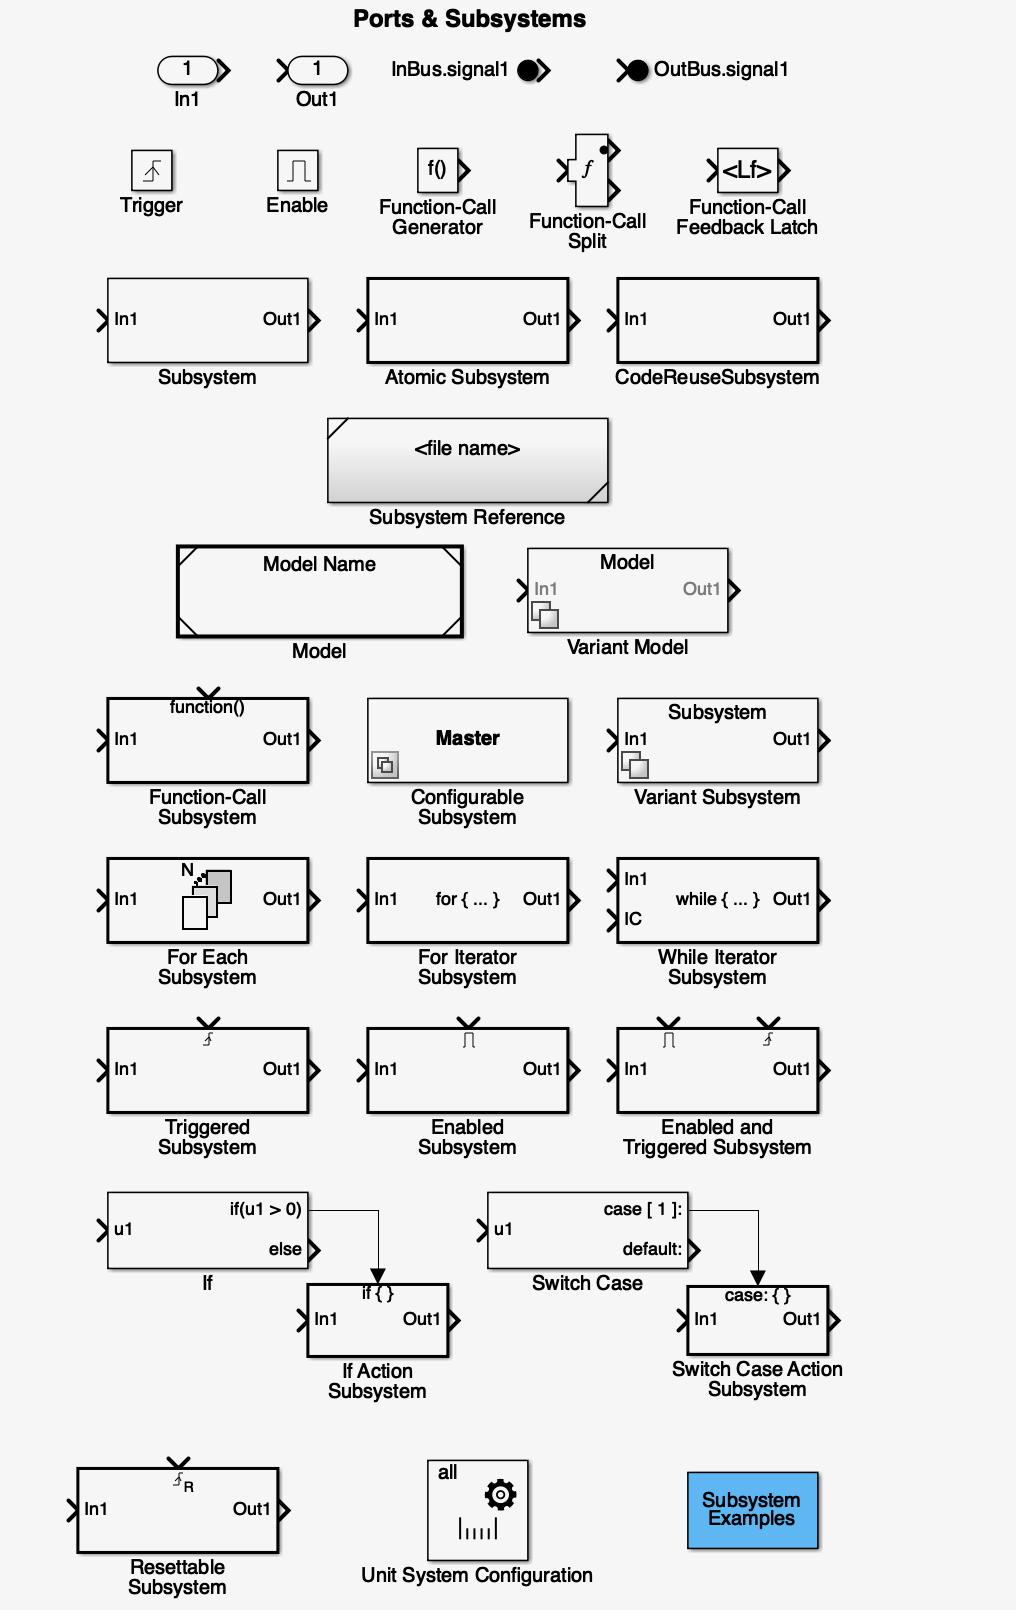 Ports & Subsystems
1
1
InBus.signal1
OutBus.signal1
In1
Out1
f()
f
<Lf>
Trigger
Enable
Function-Call
Generator
Function-Call
Split
Function-Call
Feedback Latch
In1
Out1
In1
Out1
In1
Out1
Subsystem
Atomic Subsystem
CodeReuseSubsystem
<file name>
Subsystem Reference
Model Name
Model
Model
In1
Out1
Variant Model
function()
In1
Out1
Function-Call
Subsystem
Master
Configurable
Subsystem
Subsystem
In1
Out1
Variant Subsystem
N
In1
Out1
For Each
Subsystem
In1
for { ... }
Out1
For Iterator
Subsystem
In1
IC
while { ... }
Out1
While Iterator
Subsystem
In1
Out1
Triggered
Subsystem
In1
Out1
Enabled
Subsystem
In1
Out1
Enabled and
Triggered Subsystem
u1
if(u1 > 0)
else
If
if { }
In1
Out1
If Action
Subsystem
u1
case [ 1 ]:
default:
Switch Case
case: { }
In1
Out1
Switch Case Action
Subsystem
R
In1
Out1
Resettable
Subsystem
all
Unit System Configuration
Subsystem
Examples